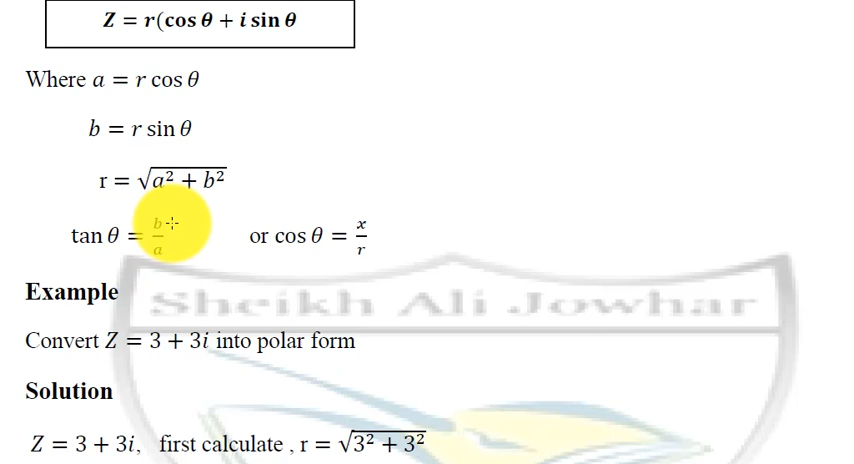 Z = r(cos θ + i sin θ
Where a = r cos θ
b = r sin θ
r = √a² + b²
tan θ = b/a or cos θ = x/r
Sheikh Ali Jowhar
Example
Convert Z = 3 + 3i into polar form
Solution
Z = 3 + 3i, first calculate , r = √3² + 3²